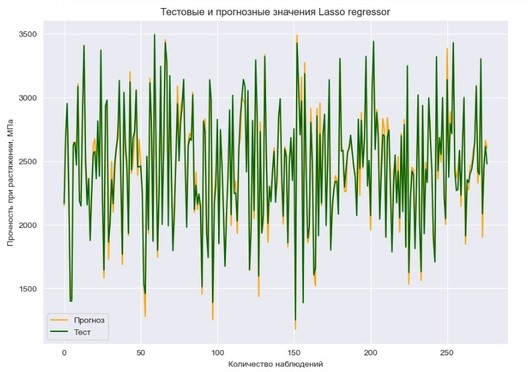 Тестовые и прогнозные значения Lasso regressor
3500
3000
2500
2000
1500
Прочность при растяжении, МПа
Прогноз
Тест
0
50
100
150
200
250
Количество наблюдений